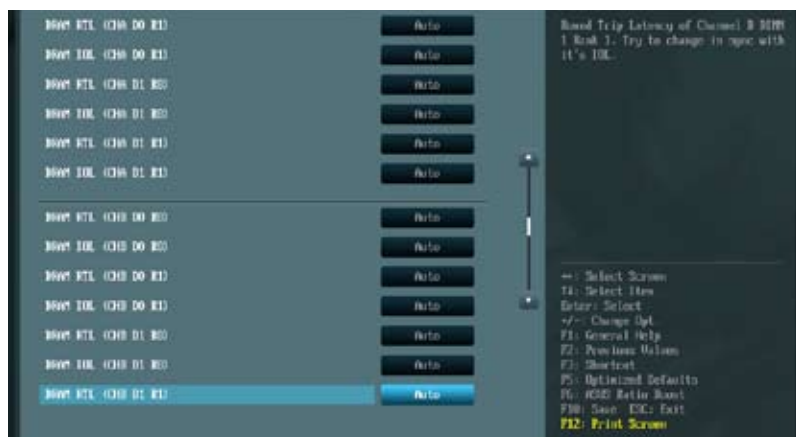 DRAM RTL (CHA D0 R1) Auto
DRAM IOL (CHA D0 R1) Auto
DRAM RTL (CHA D1 R0) Auto
DRAM IOL (CHA D1 R0) Auto
DRAM RTL (CHA D1 R1) Auto
DRAM IOL (CHA D1 R1) Auto
DRAM RTL (CHB D0 R0) Auto
DRAM IOL (CHB D0 R0) Auto
DRAM RTL (CHB D0 R1) Auto
DRAM IOL (CHB D0 R1) Auto
DRAM RTL (CHB D1 R0) Auto
DRAM IOL (CHB D1 R0) Auto
DRAM RTL (CHB D1 R1) Auto
Round Trip Latency of Channel B DIMM
1 Rank 1. Try to change in sync with
it's IOL.
: Select Screen
: Select Item
Enter: Select
+/-: Change Opt.
F1: General Help
F2: Previous Values
F3: Shortcut
F5: Optimized Defaults
F6: ASUS Ratio Boost
F10: Save ESC: Exit
F12: Print Screen